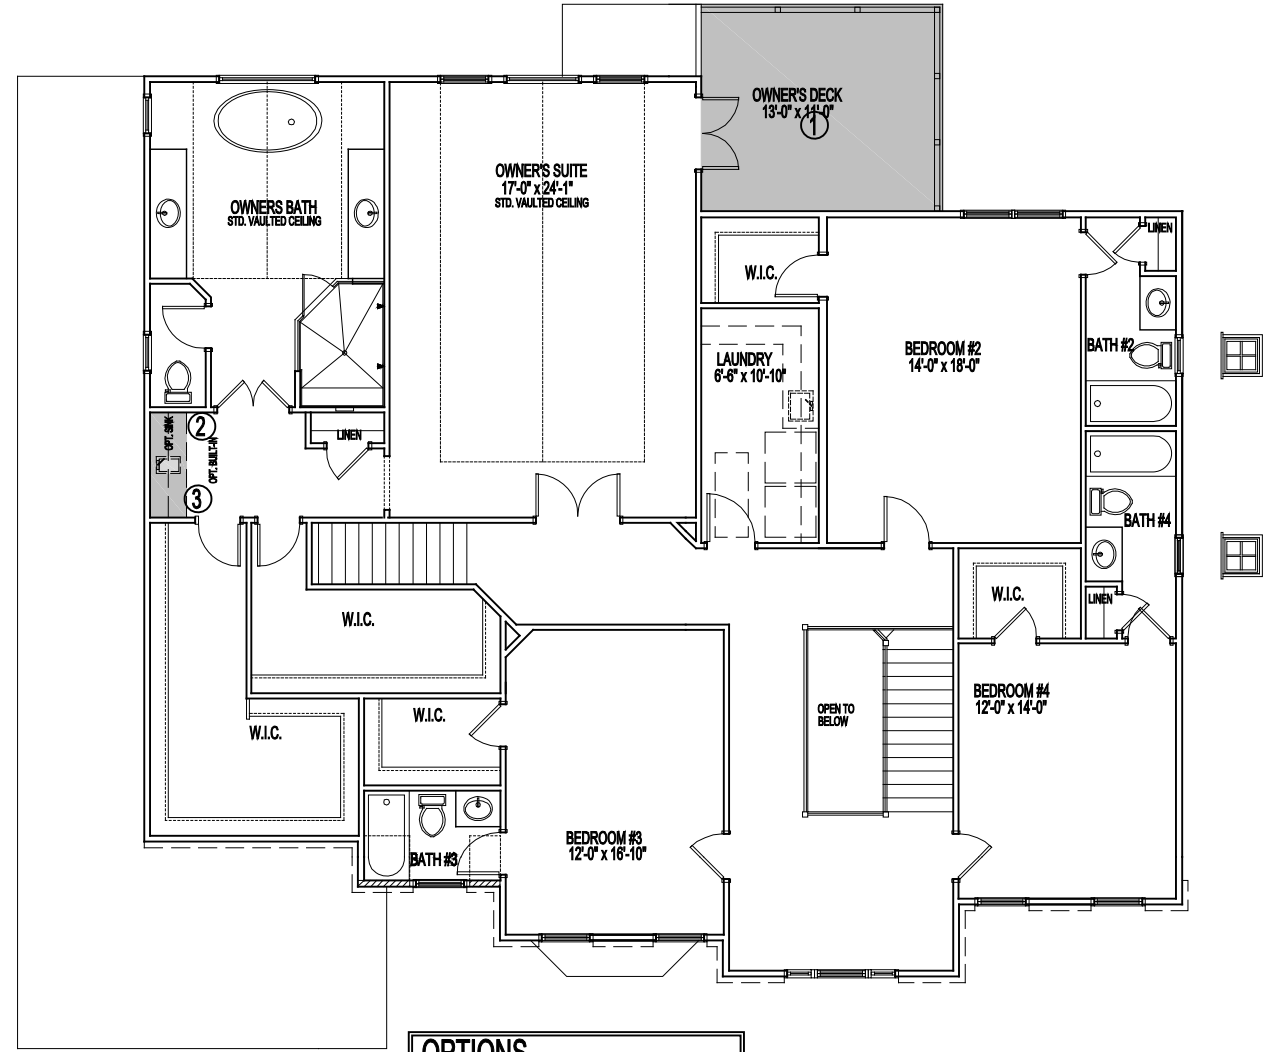 OWNER'S DECK
13'-0" x 11'-0"
1
OWNER'S SUITE
17'-0" x 24'-1"
STD. VAULTED CEILING
OWNERS BATH
STD. VAULTED CEILING
LINEN
W.I.C.
BEDROOM #2
14'-0" x 18'-0"
BATH #2
LAUNDRY
6'-6" x 10'-10"
OPT. SINK
2
OPT. BUILT-IN
3
LINEN
BATH #4
W.I.C.
LINEN
W.I.C.
BEDROOM #4
12'-0" x 14'-0"
OPEN TO
BELOW
W.I.C.
W.I.C.
BEDROOM #3
12'-0" x 16'-10"
BATH #3
OPTIONS